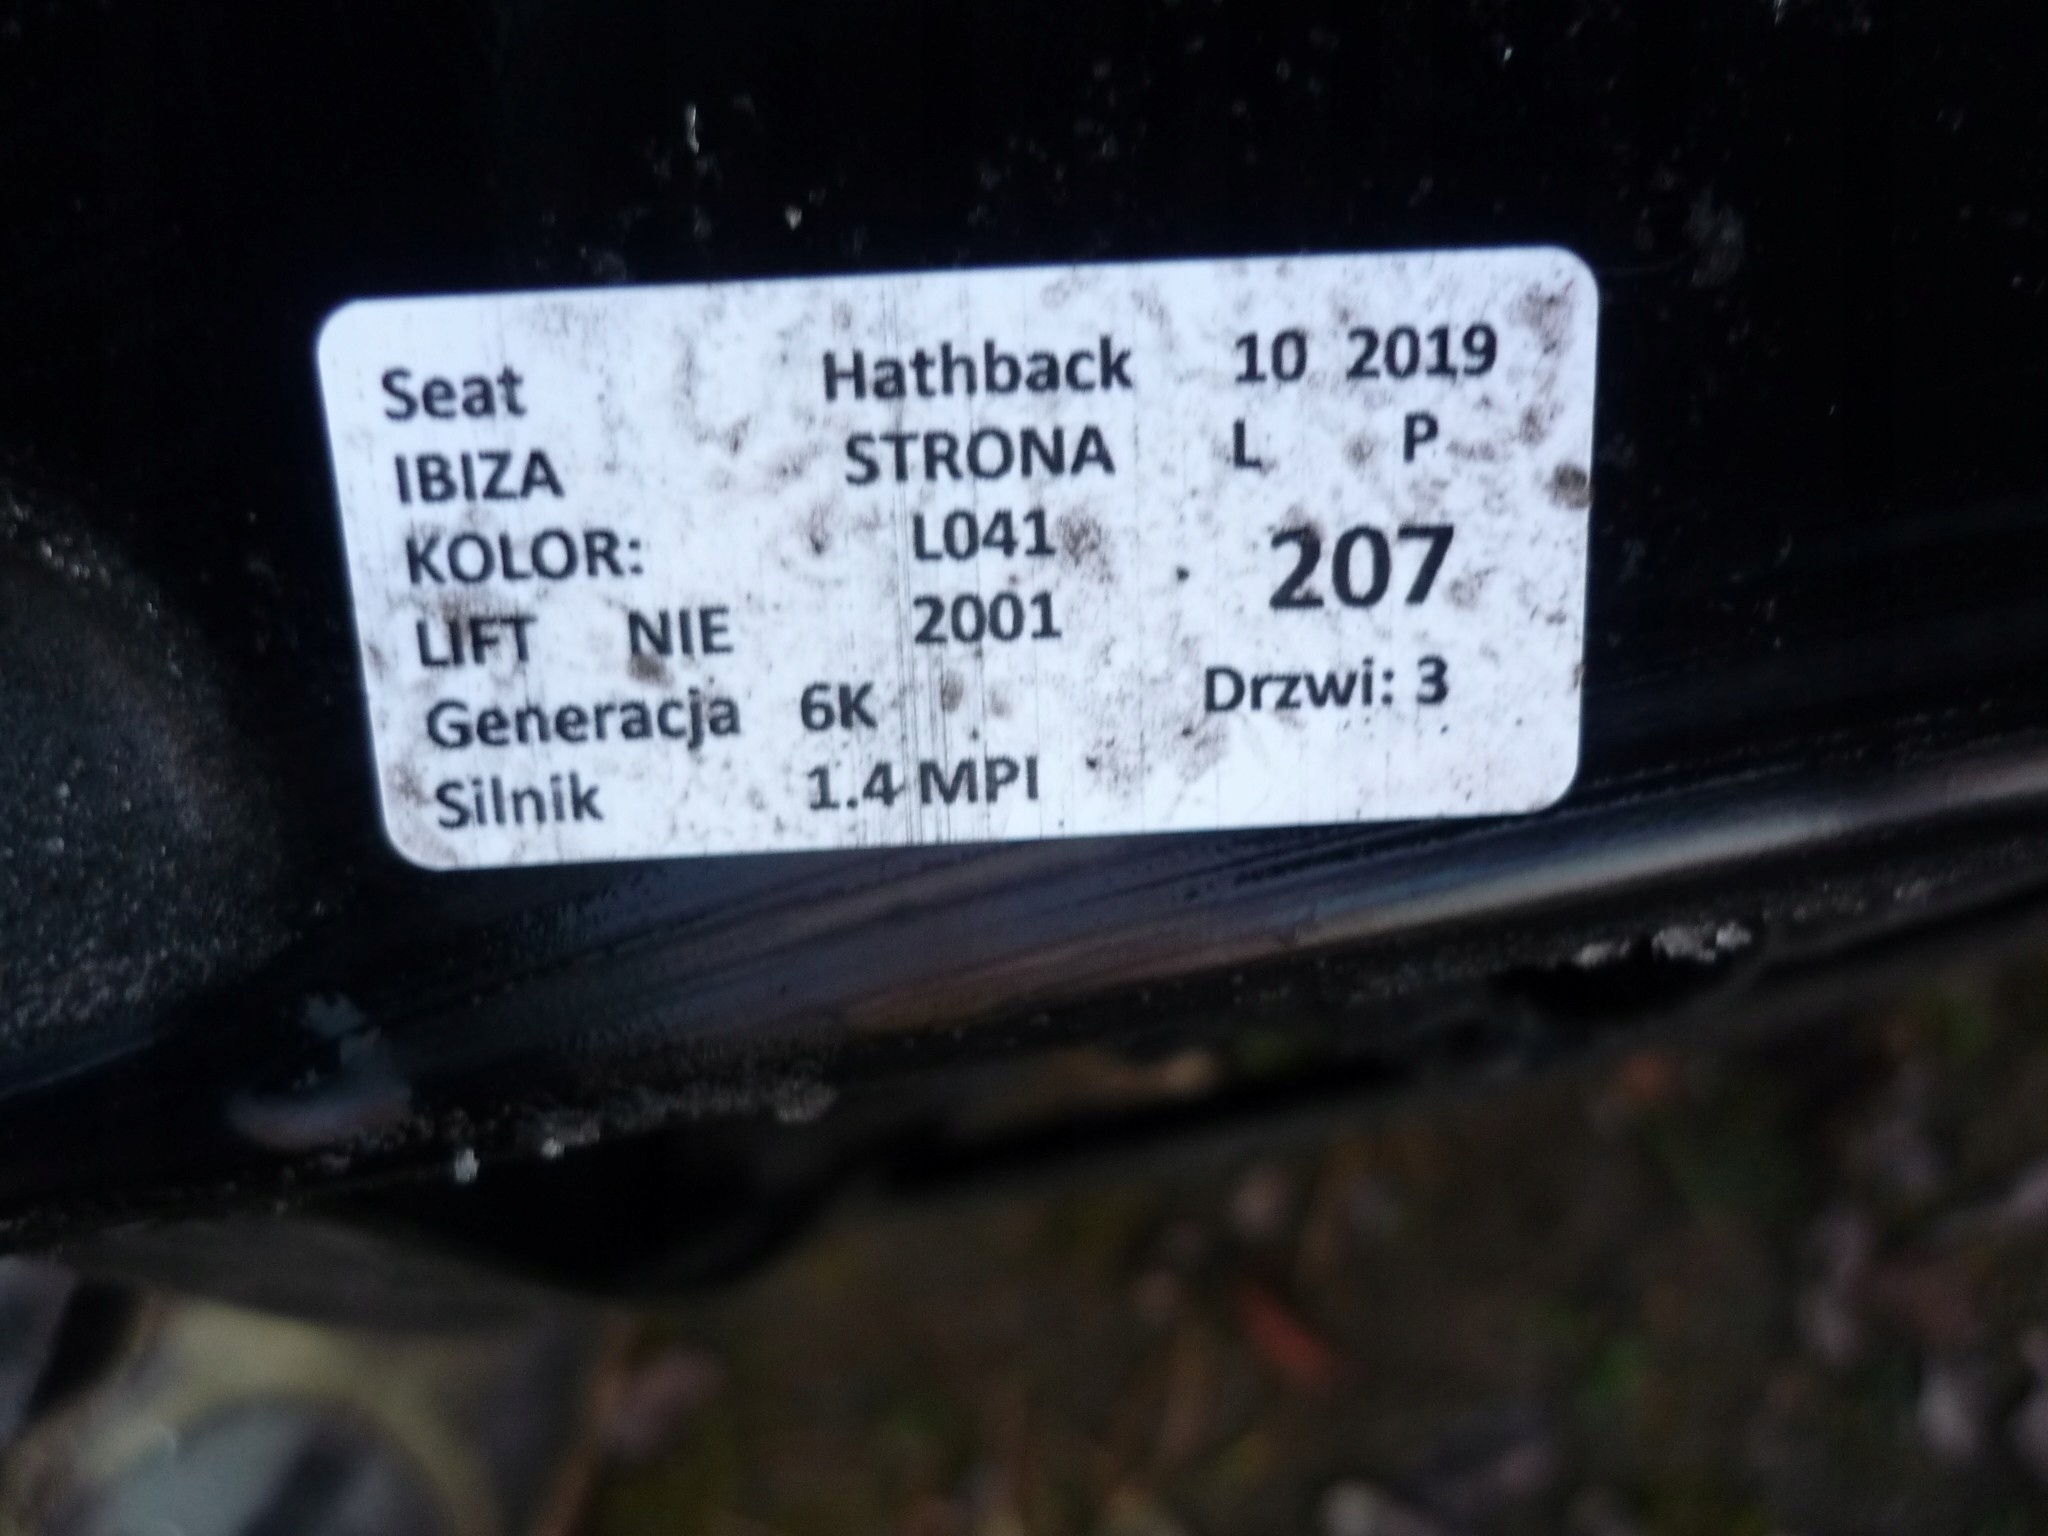 Seat Hathback 10 2019
IBIZA STRONA L P
KOLOR: L041 207
LIFT NIE 2001
Generacja 6K Drzwi: 3
Silnik 1.4 MPI